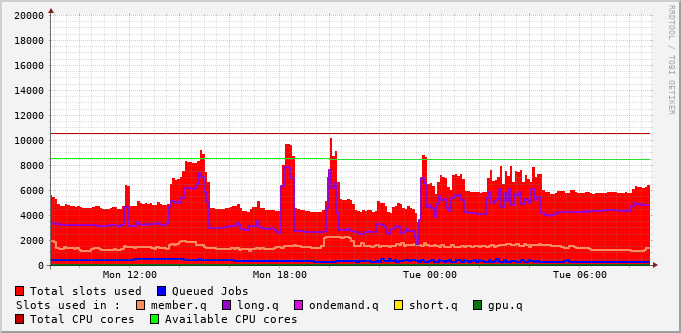 RRDTOOL / TOBI OETIKER
20000
18000
16000
14000
12000
10000
8000
6000
4000
2000
0
Mon 12:00 Mon 18:00 Tue 00:00 Tue 06:00
Total slots used Queued Jobs
Slots used in : member.q long.q ondemand.q short.q gpu.q
Total CPU cores Available CPU cores